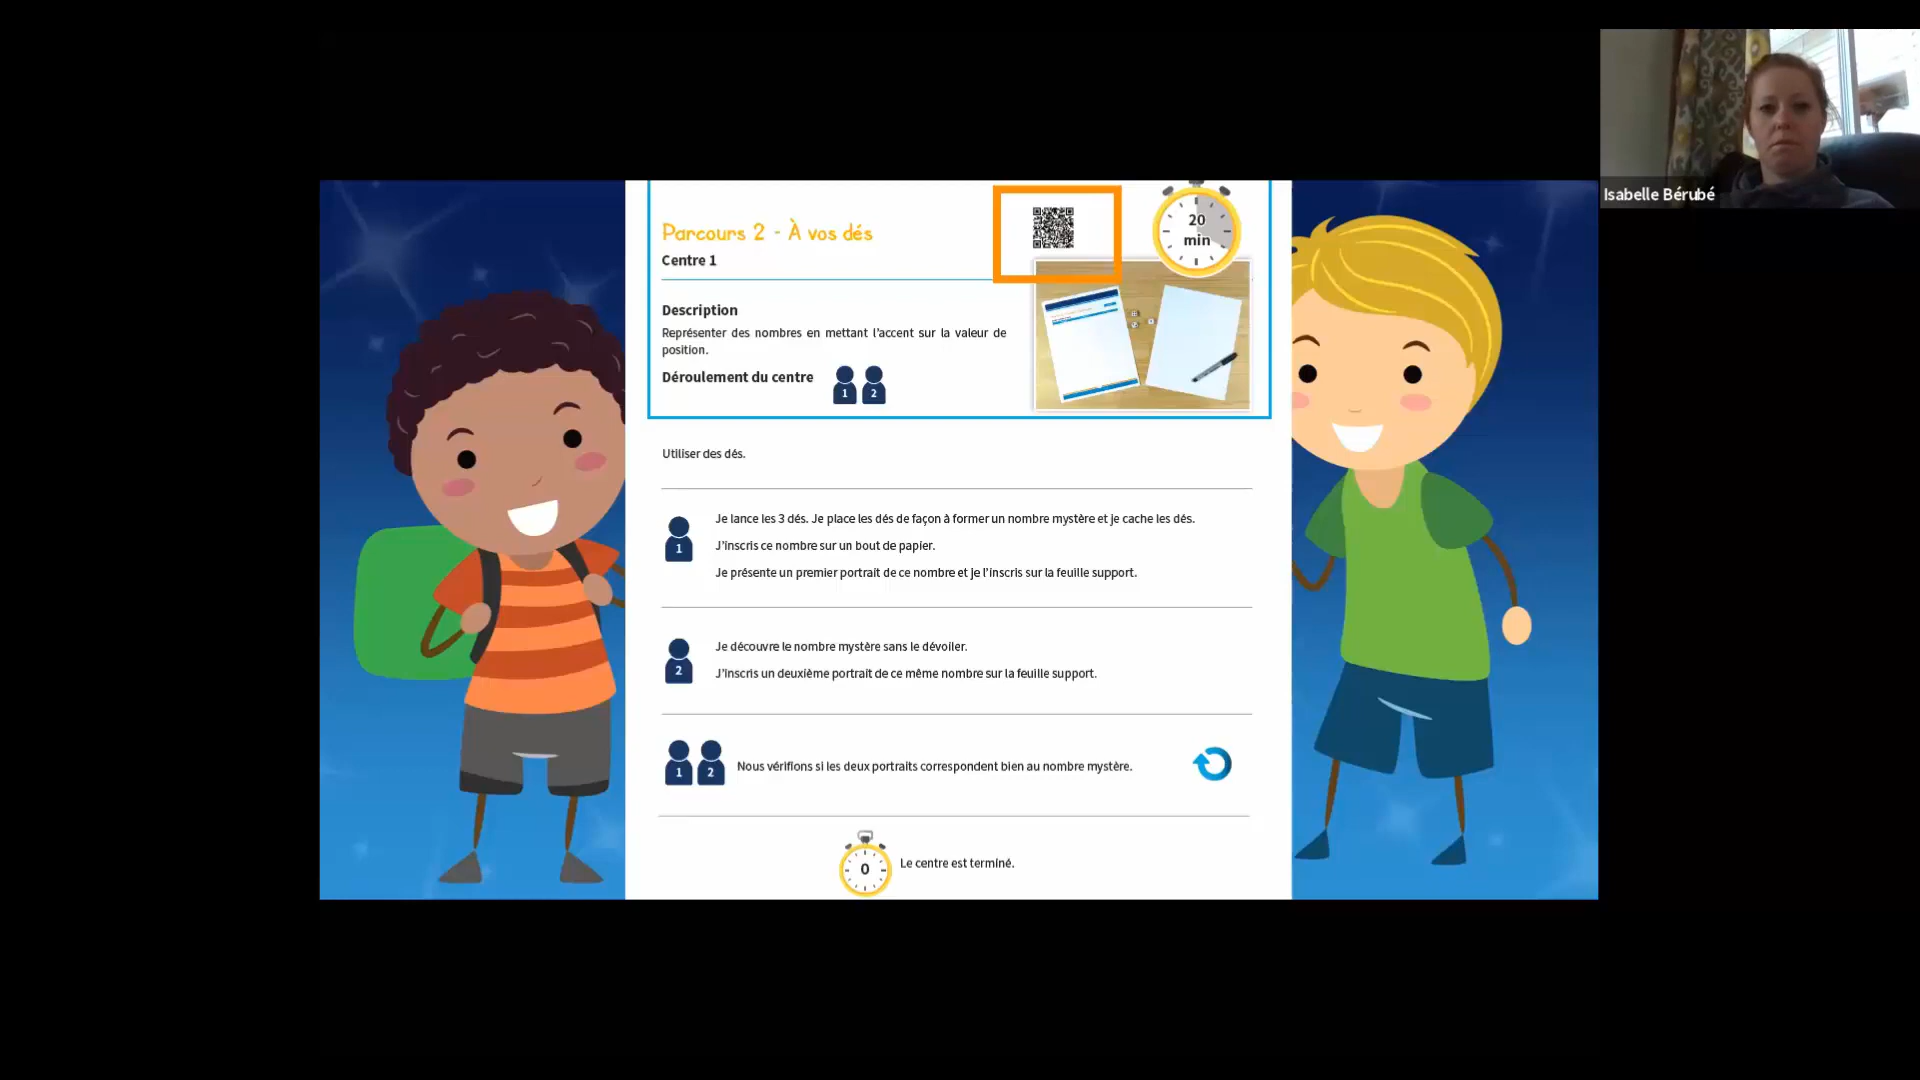 Parcours 2 - À vos dés
20
min
Centre 1
Description
Représenter des nombres en mettant l'accent sur la valeur de
position.
Déroulement du centre
1 2
Utiliser des dés.
1
Je lance les 3 dés. Je place les dés de façon à former un nombre mystère et je cache les dés.
J'inscris ce nombre sur un bout de papier.
Je présente un premier portrait de ce nombre et je l'inscris sur la feuille support.
2
Je découvre le nombre mystère sans le dévoiler.
J'inscris un deuxième portrait de ce même nombre sur la feuille support.
1 2 Nous vérifions si les deux portraits correspondent bien au nombre mystère.
0 Le centre est terminé.
Isabelle Bérubé